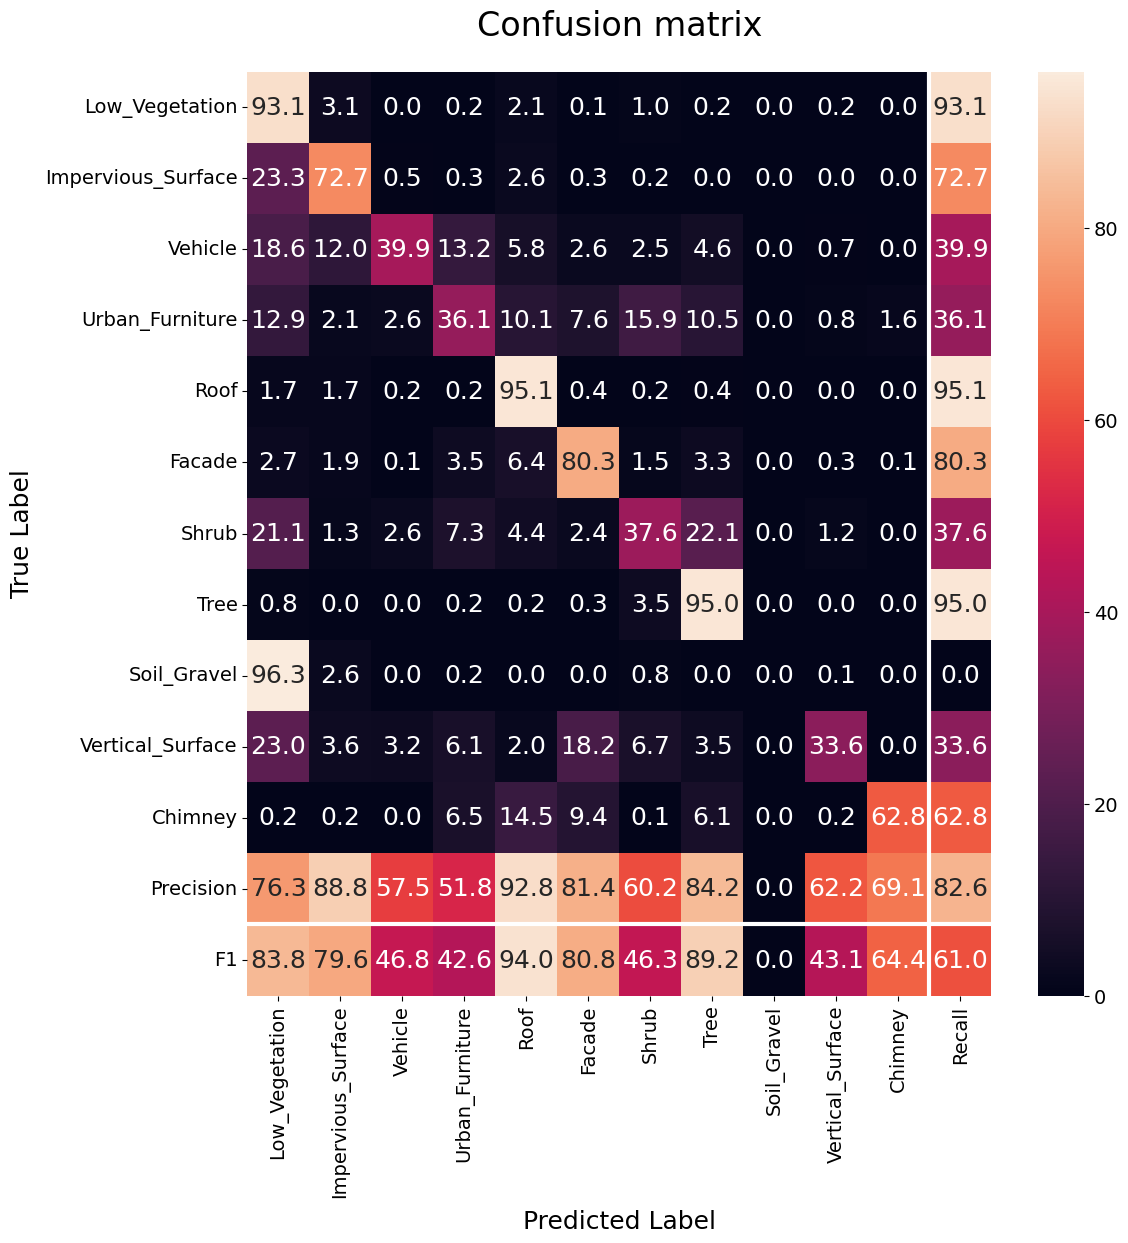 Confusion matrix
Low_Vegetation 93.1 3.1 0.0 0.2 2.1 0.1 1.0 0.2 0.0 0.2 0.0 93.1
Impervious_Surface 23.3 72.7 0.5 0.3 2.6 0.3 0.2 0.0 0.0 0.0 0.0 72.7
Vehicle 18.6 12.0 39.9 13.2 5.8 2.6 2.5 4.6 0.0 0.7 0.0 39.9
Urban_Furniture 12.9 2.1 2.6 36.1 10.1 7.6 15.9 10.5 0.0 0.8 1.6 36.1
Roof 1.7 1.7 0.2 0.2 95.1 0.4 0.2 0.4 0.0 0.0 0.0 95.1
Facade 2.7 1.9 0.1 3.5 6.4 80.3 1.5 3.3 0.0 0.3 0.1 80.3
Shrub 21.1 1.3 2.6 7.3 4.4 2.4 37.6 22.1 0.0 1.2 0.0 37.6
Tree 0.8 0.0 0.0 0.2 0.2 0.3 3.5 95.0 0.0 0.0 0.0 95.0
Soil_Gravel 96.3 2.6 0.0 0.2 0.0 0.0 0.8 0.0 0.0 0.1 0.0 0.0
Vertical_Surface 23.0 3.6 3.2 6.1 2.0 18.2 6.7 3.5 0.0 33.6 0.0 33.6
Chimney 0.2 0.2 0.0 6.5 14.5 9.4 0.1 6.1 0.0 0.2 62.8 62.8
Precision 76.3 88.8 57.5 51.8 92.8 81.4 60.2 84.2 0.0 62.2 69.1 82.6
F1 83.8 79.6 46.8 42.6 94.0 80.8 46.3 89.2 0.0 43.1 64.4 61.0
True Label
Low_Vegetation
Impervious_Surface
Vehicle
Urban_Furniture
Roof
Facade
Shrub
Tree
Soil_Gravel
Vertical_Surface
Chimney
Recall
Predicted Label
80
60
40
20
0